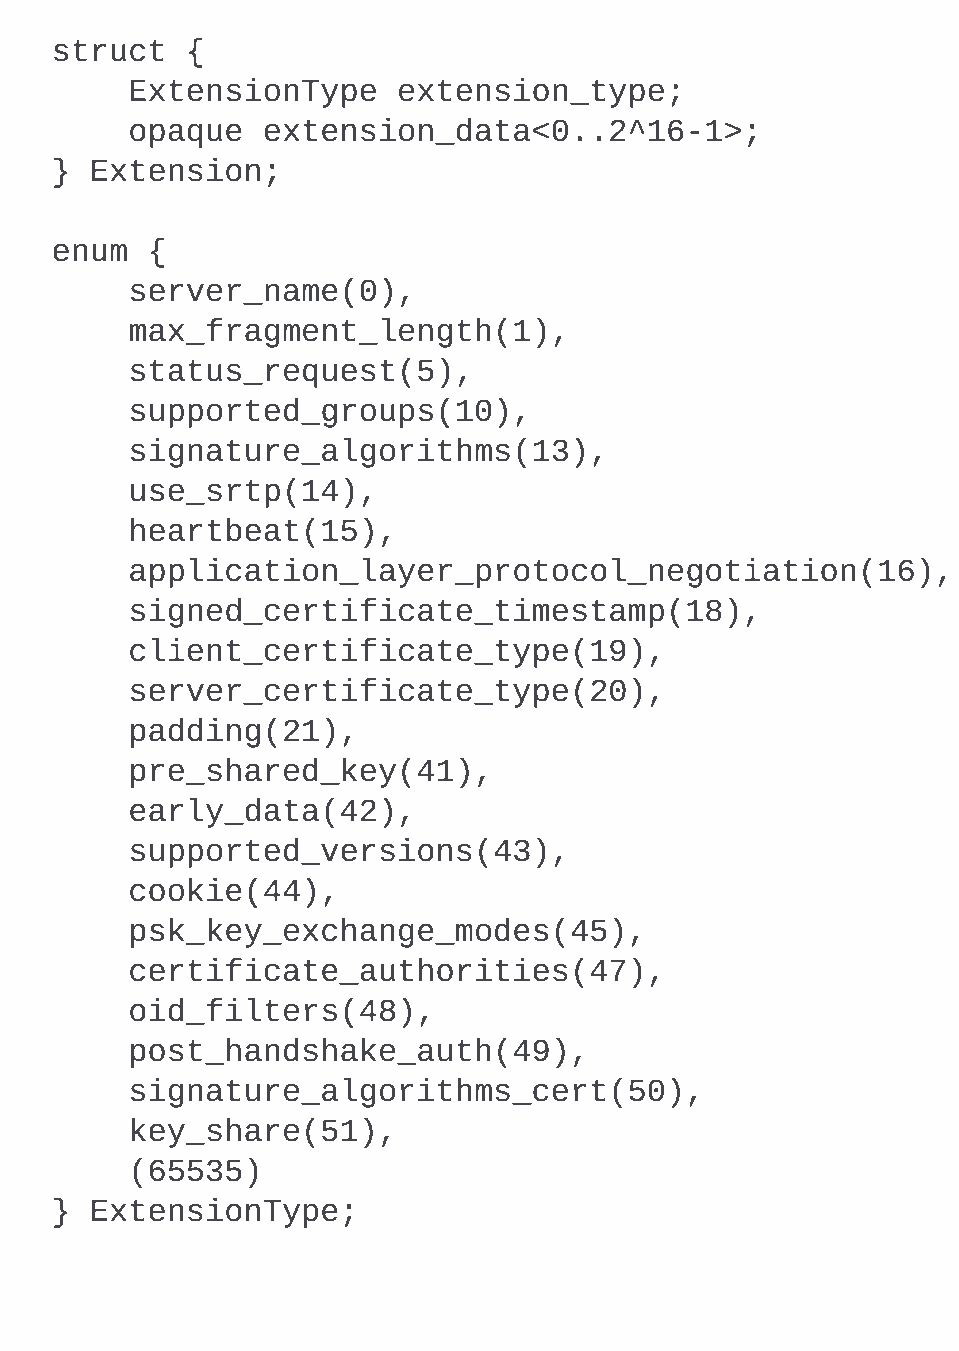 struct {
    ExtensionType extension_type;
    opaque extension_data<0..2^16-1>;
} Extension;

enum {
    server_name(0),
    max_fragment_length(1),
    status_request(5),
    supported_groups(10),
    signature_algorithms(13),
    use_srtp(14),
    heartbeat(15),
    application_layer_protocol_negotiation(16),
    signed_certificate_timestamp(18),
    client_certificate_type(19),
    server_certificate_type(20),
    padding(21),
    pre_shared_key(41),
    early_data(42),
    supported_versions(43),
    cookie(44),
    psk_key_exchange_modes(45),
    certificate_authorities(47),
    oid_filters(48),
    post_handshake_auth(49),
    signature_algorithms_cert(50),
    key_share(51),
    (65535)
} ExtensionType;